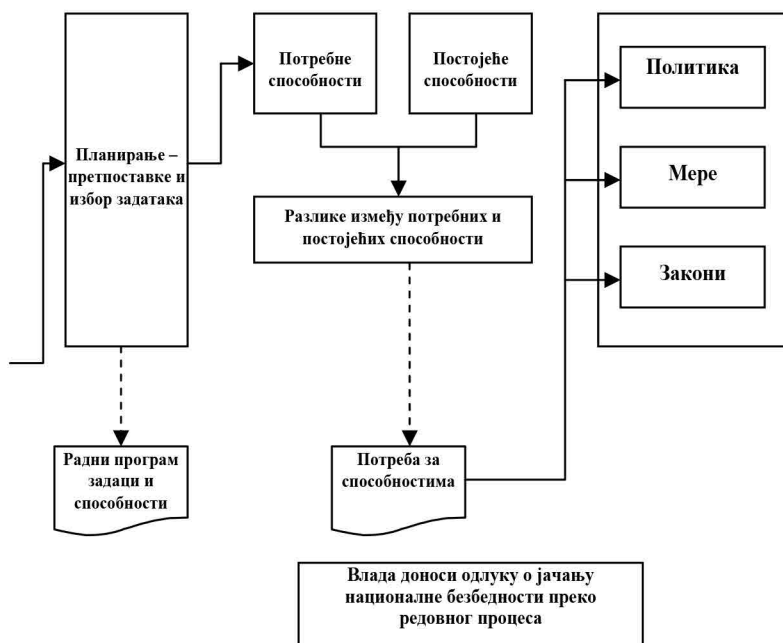 Планирање –
претпоставке и
избор задатака
Потребне
способности
Постојеће
способности
Разлике између потребних и
постојећих способности
Политика
Мере
Закони
Радни програм
задаци и
способности
Потреба за
способностима
Влада доноси одлуку о јачању
националне безбедности преко
редовног процеса